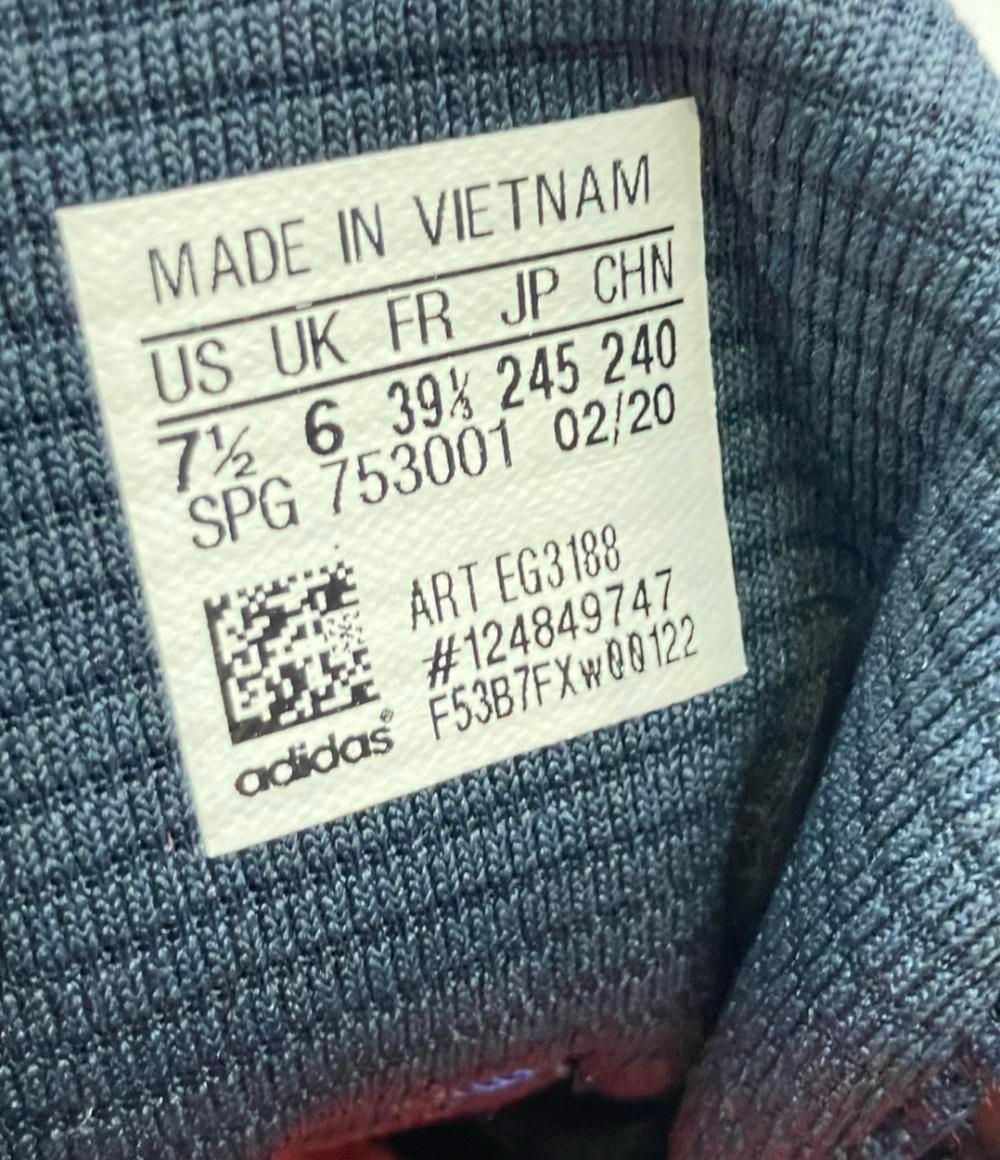 MADE IN VIETNAM
US UK FR JP CHN
7½ 6 39⅓ 245 240
SPG 753001 02/20
ART EG3188
#124849747
F53B7FXw00122
adidas®